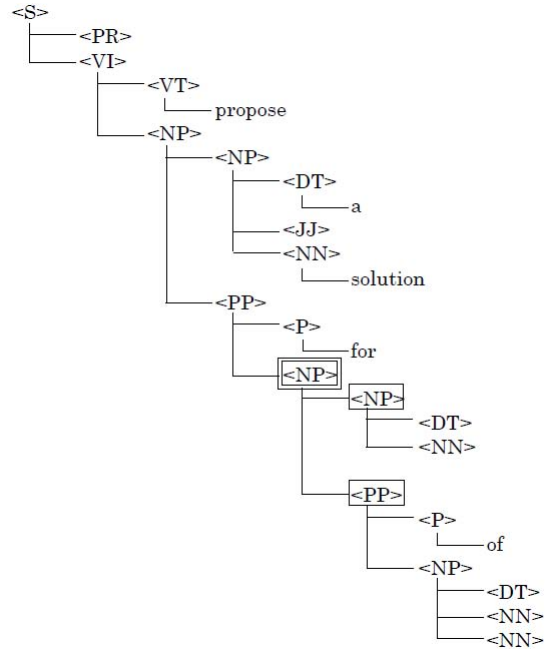 <S>
<PR>
<VI>
<VT>
propose
<NP>
<NP>
<DT>
a
<JJ>
<NN>
solution
<PP>
<P>
for
<NP>
<NP>
<DT>
<NN>
<PP>
<P>
of
<NP>
<DT>
<NN>
<NN>